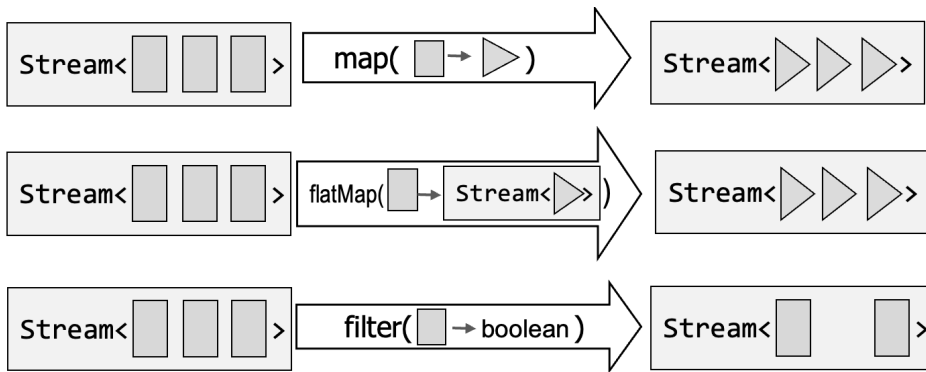 Stream< > map( → ) Stream< >
Stream< > flatMap( → Stream< > ) Stream< >
Stream< > filter( → boolean) Stream< >